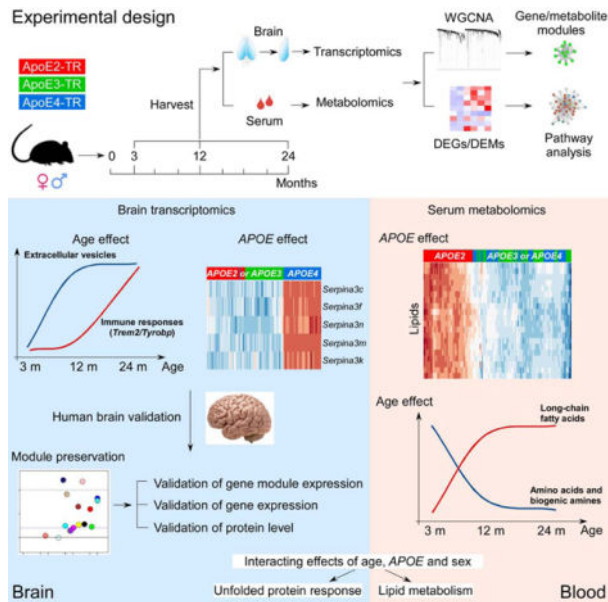 Experimental design
ApoE2-TR
ApoE3-TR
ApoE4-TR
Harvest
Brain
Transcriptomics
Serum
Metabolomics
WGCNA
Gene/metabolite
modules
DEGs/DEMs
Pathway
analysis
0 3 12 24
Months
Brain transcriptomics
Age effect
Extracellular vesicles
Immune responses
(Trem2/Tyrobp)
3 m 12 m 24 m Age
APOE effect
APOE2 or APOE3 APOE4
Serpina3c
Serpina3f
Serpina3n
Serpina3m
Serpina3k
Human brain validation
Module preservation
Validation of gene module expression
Validation of gene expression
Validation of protein level
Serum metabolomics
APOE effect
APOE2 APOE3 or APOE4
Lipids
Age effect
Long-chain
fatty acids
Amino acids and
biogenic amines
3 m 12 m 24 m
Age
Interacting effects of age, APOE and sex
Unfolded protein response
Lipid metabolism
Brain
Blood